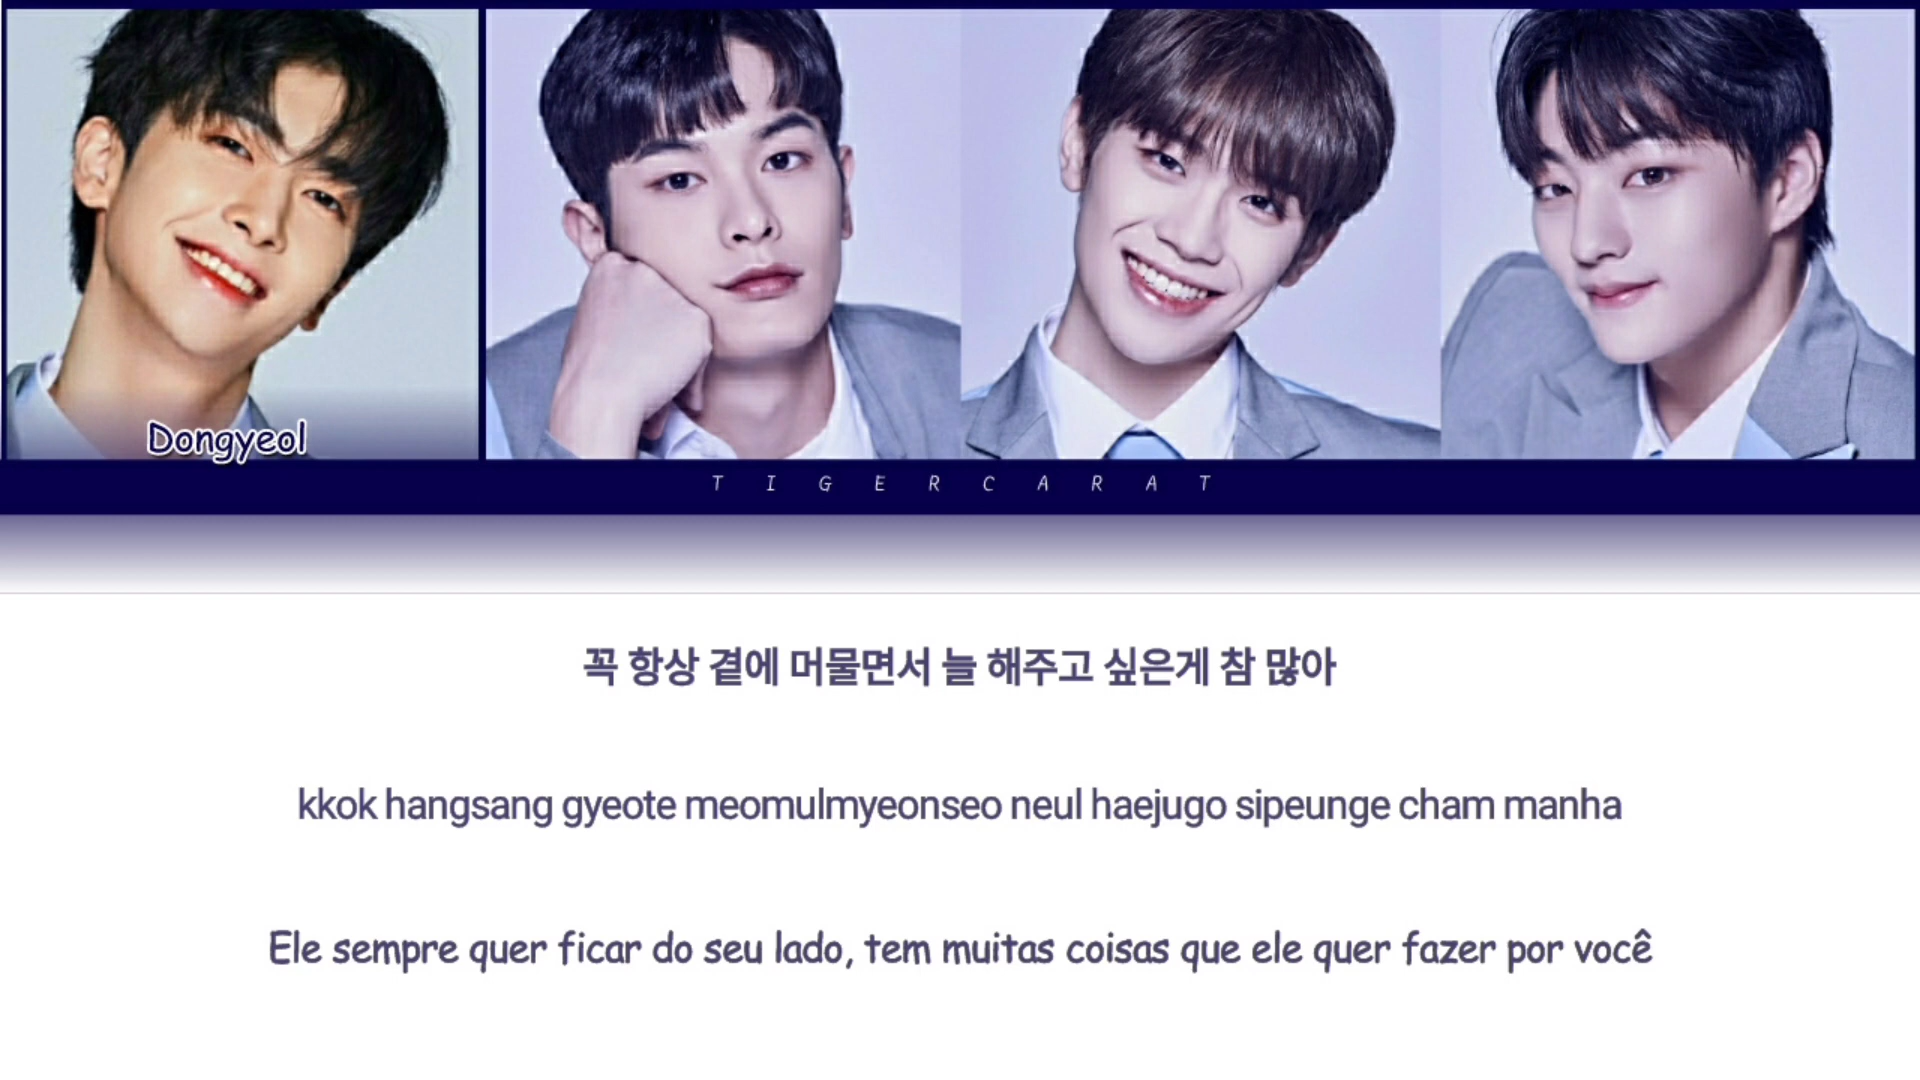 Dongyeol
TIGERCARAT
꼭 항상 곁에 머물면서 늘 해주고 싶은게 참 많아
kkok hangsang gyeote meomulmyeonseo neul haejugo sipeunge cham manha
Ele sempre quer ficar do seu lado, tem muitas coisas que ele quer fazer por você